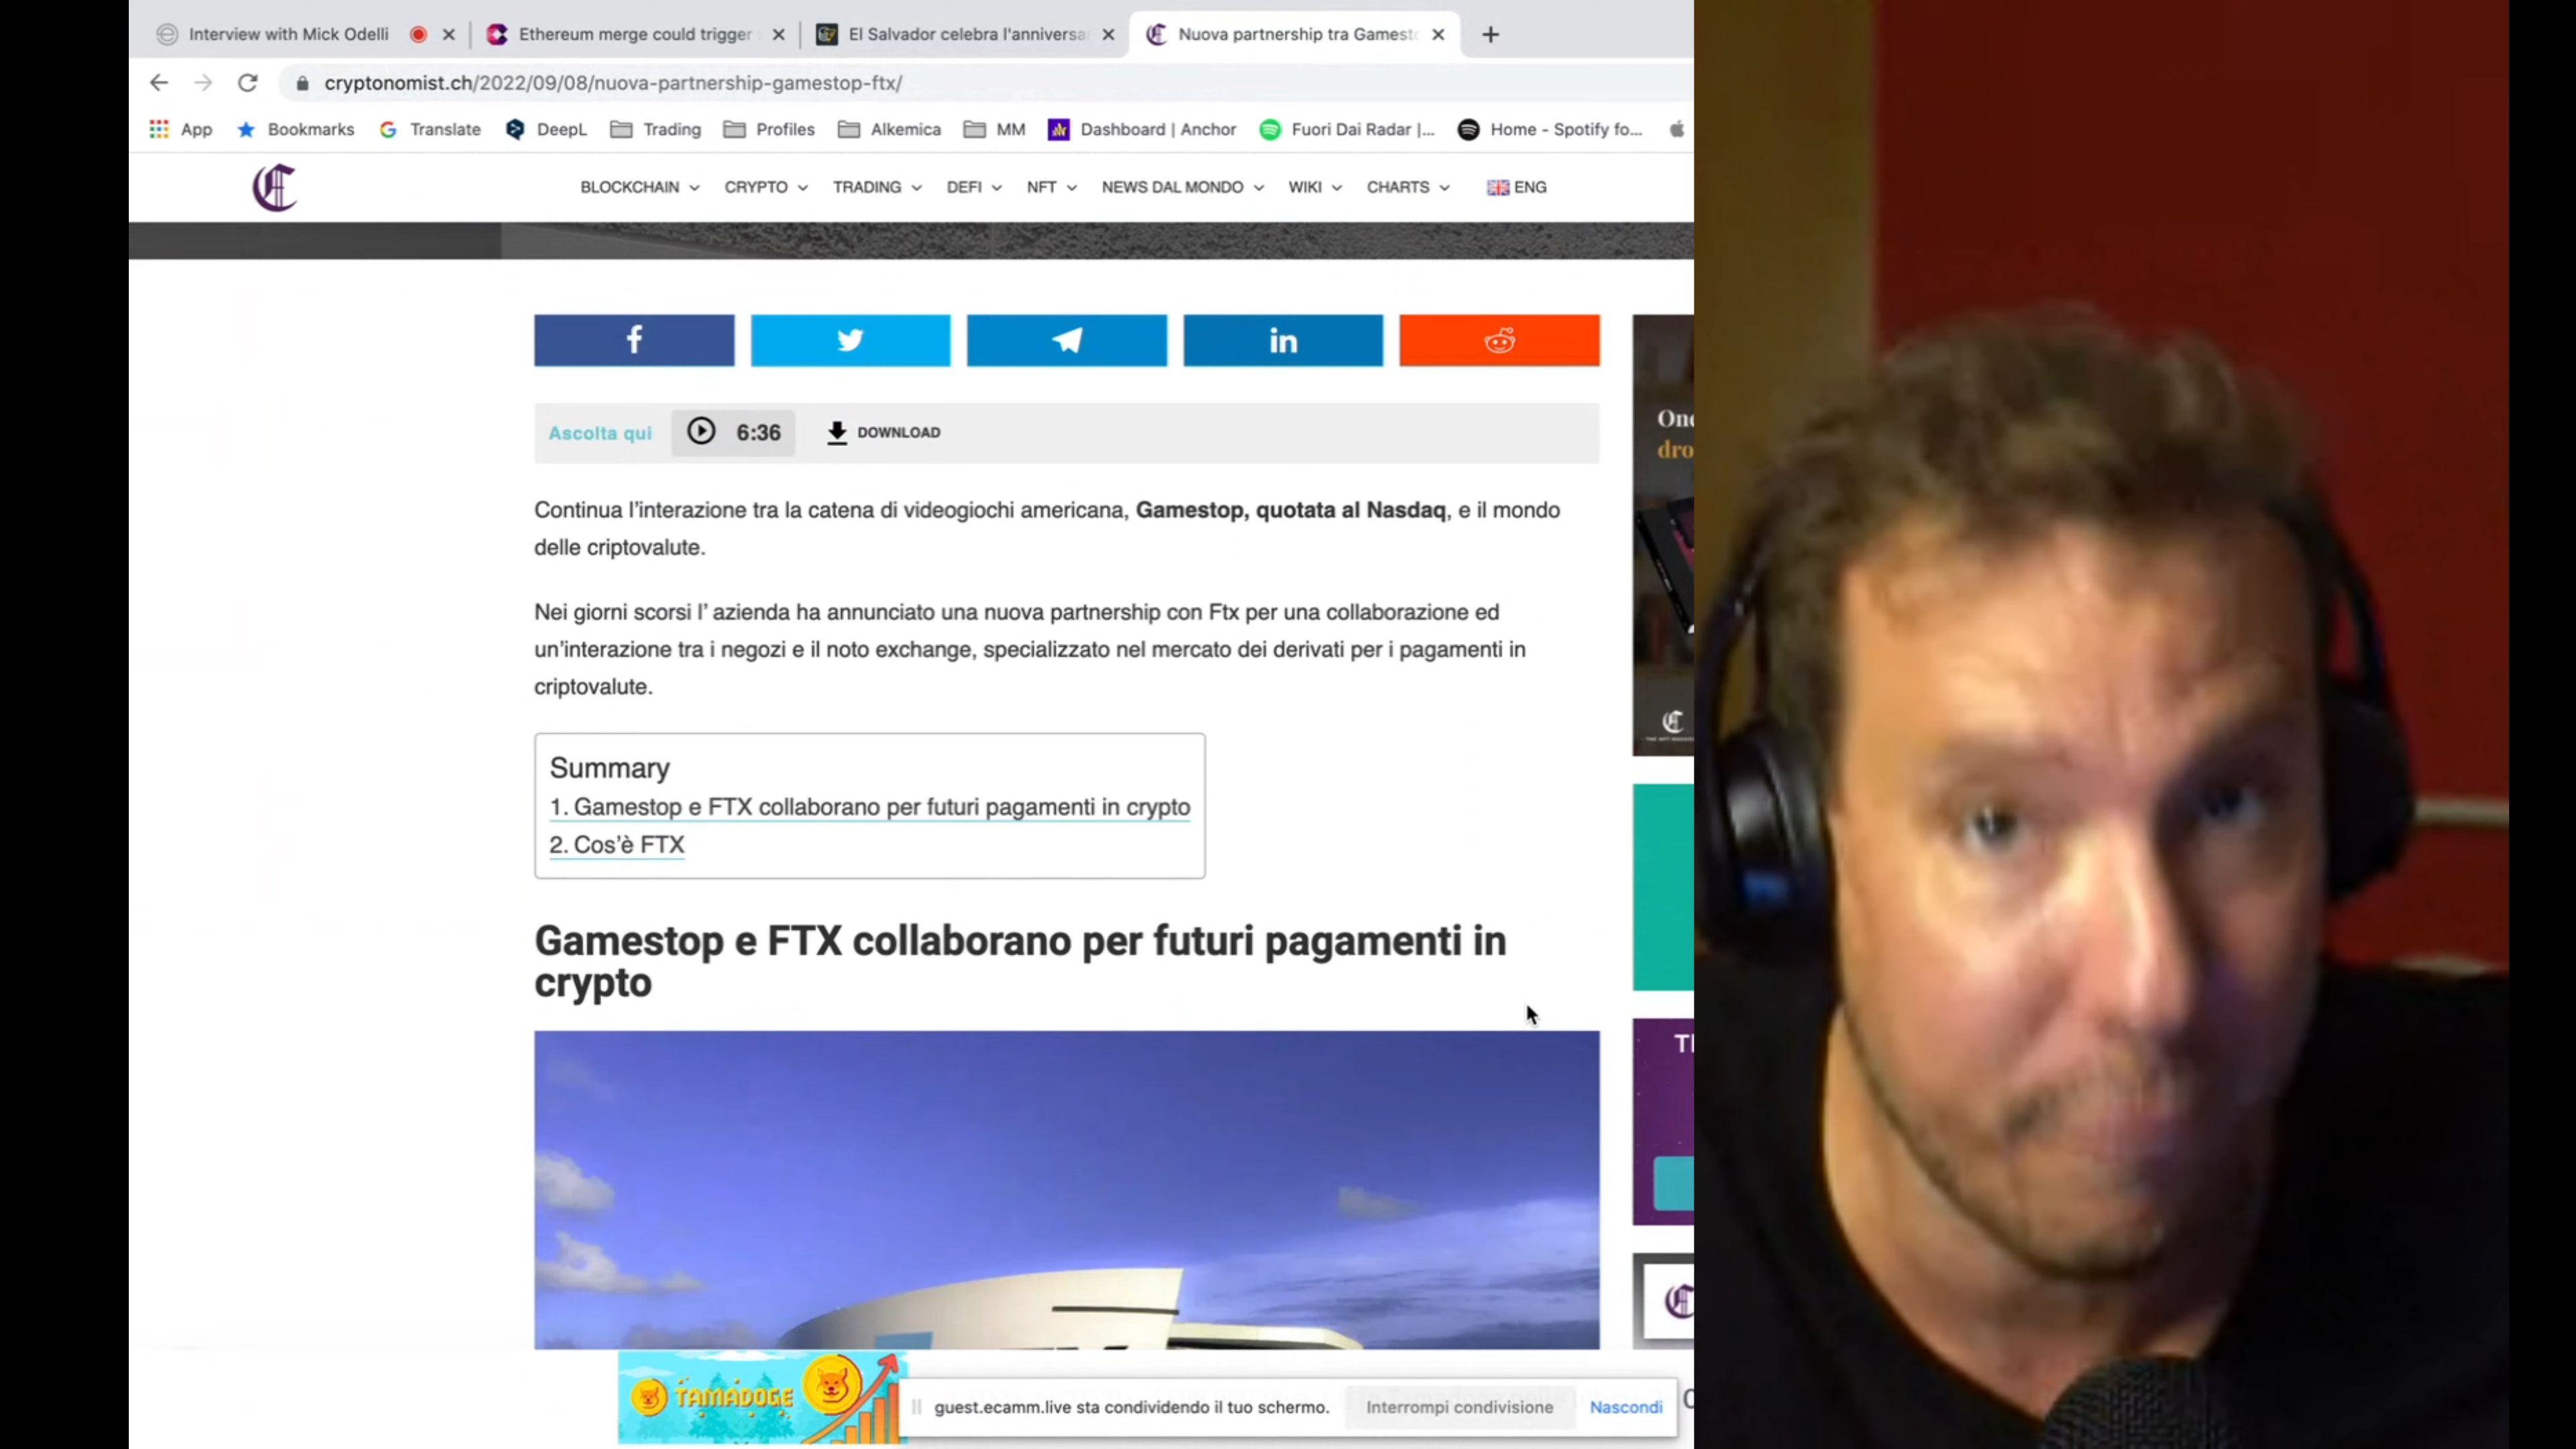 Interview with Mick Odelli
Ethereum merge could trigger
El Salvador celebra l'anniversa
Nuova partnership tra Gamest
cryptonomist.ch/2022/09/08/nuova-partnership-gamestop-ftx/
App Bookmarks Translate DeepL Trading Profiles Alkemica MM Dashboard | Anchor Fuori Dai Radar |... Home - Spotify fo...
BLOCKCHAIN CRYPTO TRADING DEFI NFT NEWS DAL MONDO WIKI CHARTS ENG
Ascolta qui 6:36 DOWNLOAD
Continua l'interazione tra la catena di videogiochi americana, Gamestop, quotata al Nasdaq, e il mondo
delle criptovalute.
Nei giorni scorsi l' azienda ha annunciato una nuova partnership con Ftx per una collaborazione ed
un'interazione tra i negozi e il noto exchange, specializzato nel mercato dei derivati per i pagamenti in
criptovalute.
Summary
1. Gamestop e FTX collaborano per futuri pagamenti in crypto
2. Cos'è FTX
Gamestop e FTX collaborano per futuri pagamenti in
crypto
TAMADOGE
guest.ecamm.live sta condividendo il tuo schermo. Interrompi condivisione Nascondi